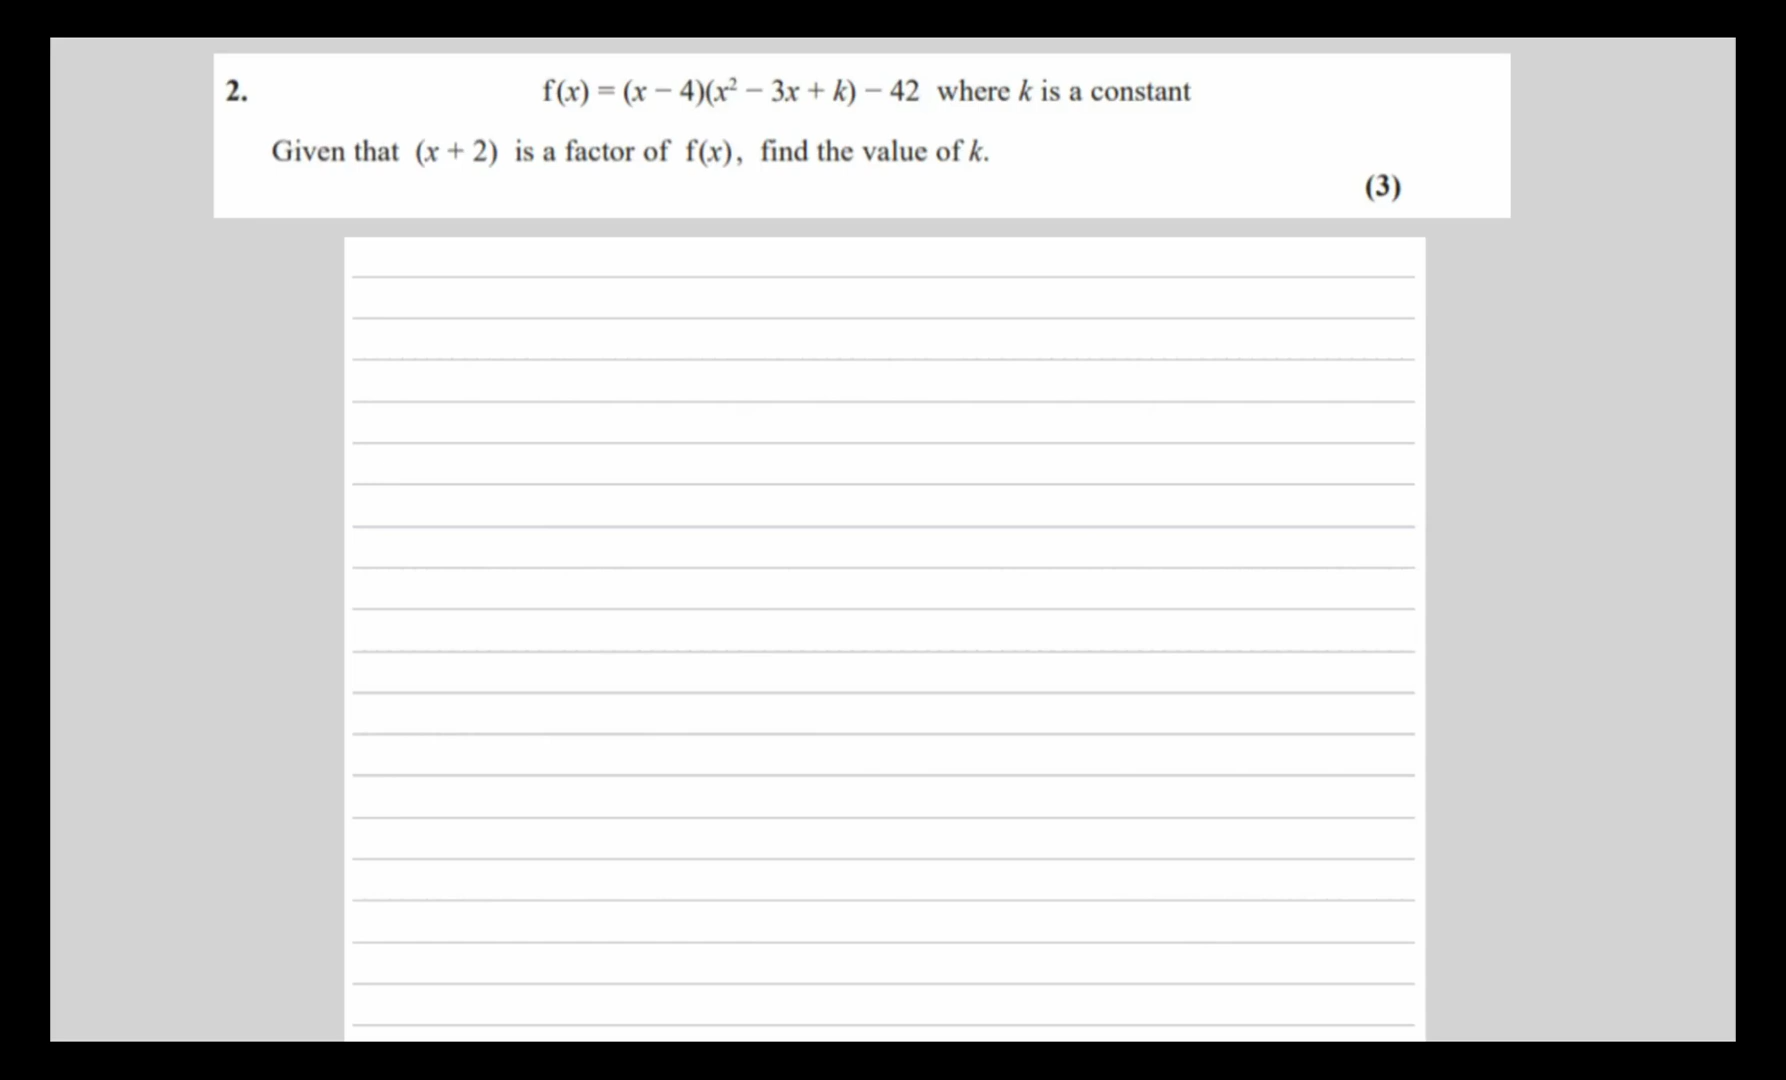 2. f(x) = (x − 4)(x² − 3x + k) − 42 where k is a constant
Given that (x + 2) is a factor of f(x), find the value of k.
(3)